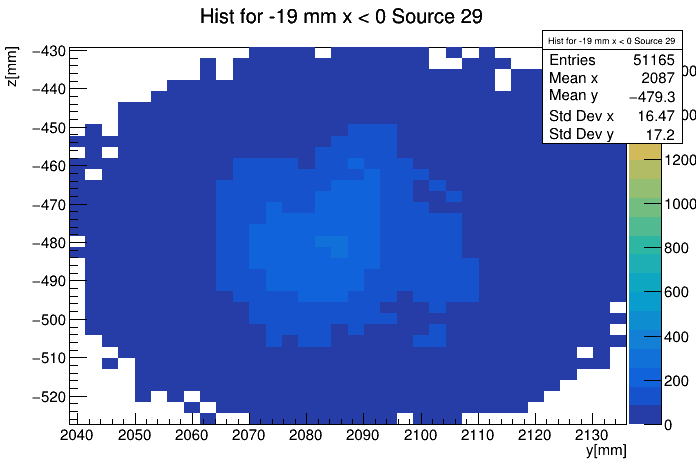 Hist for -19 mm x < 0 Source 29
Hist for -19 mm x < 0 Source 29
Entries 51165
Mean x 2087
Mean y −479.3
Std Dev x 16.47
Std Dev y 17.2
z[mm]
−430
−440
−450
−460
−470
−480
−490
−500
−510
−520
2040 2050 2060 2070 2080 2090 2100 2110 2120 2130
y[mm]
00
00
1200
1000
800
600
400
200
0